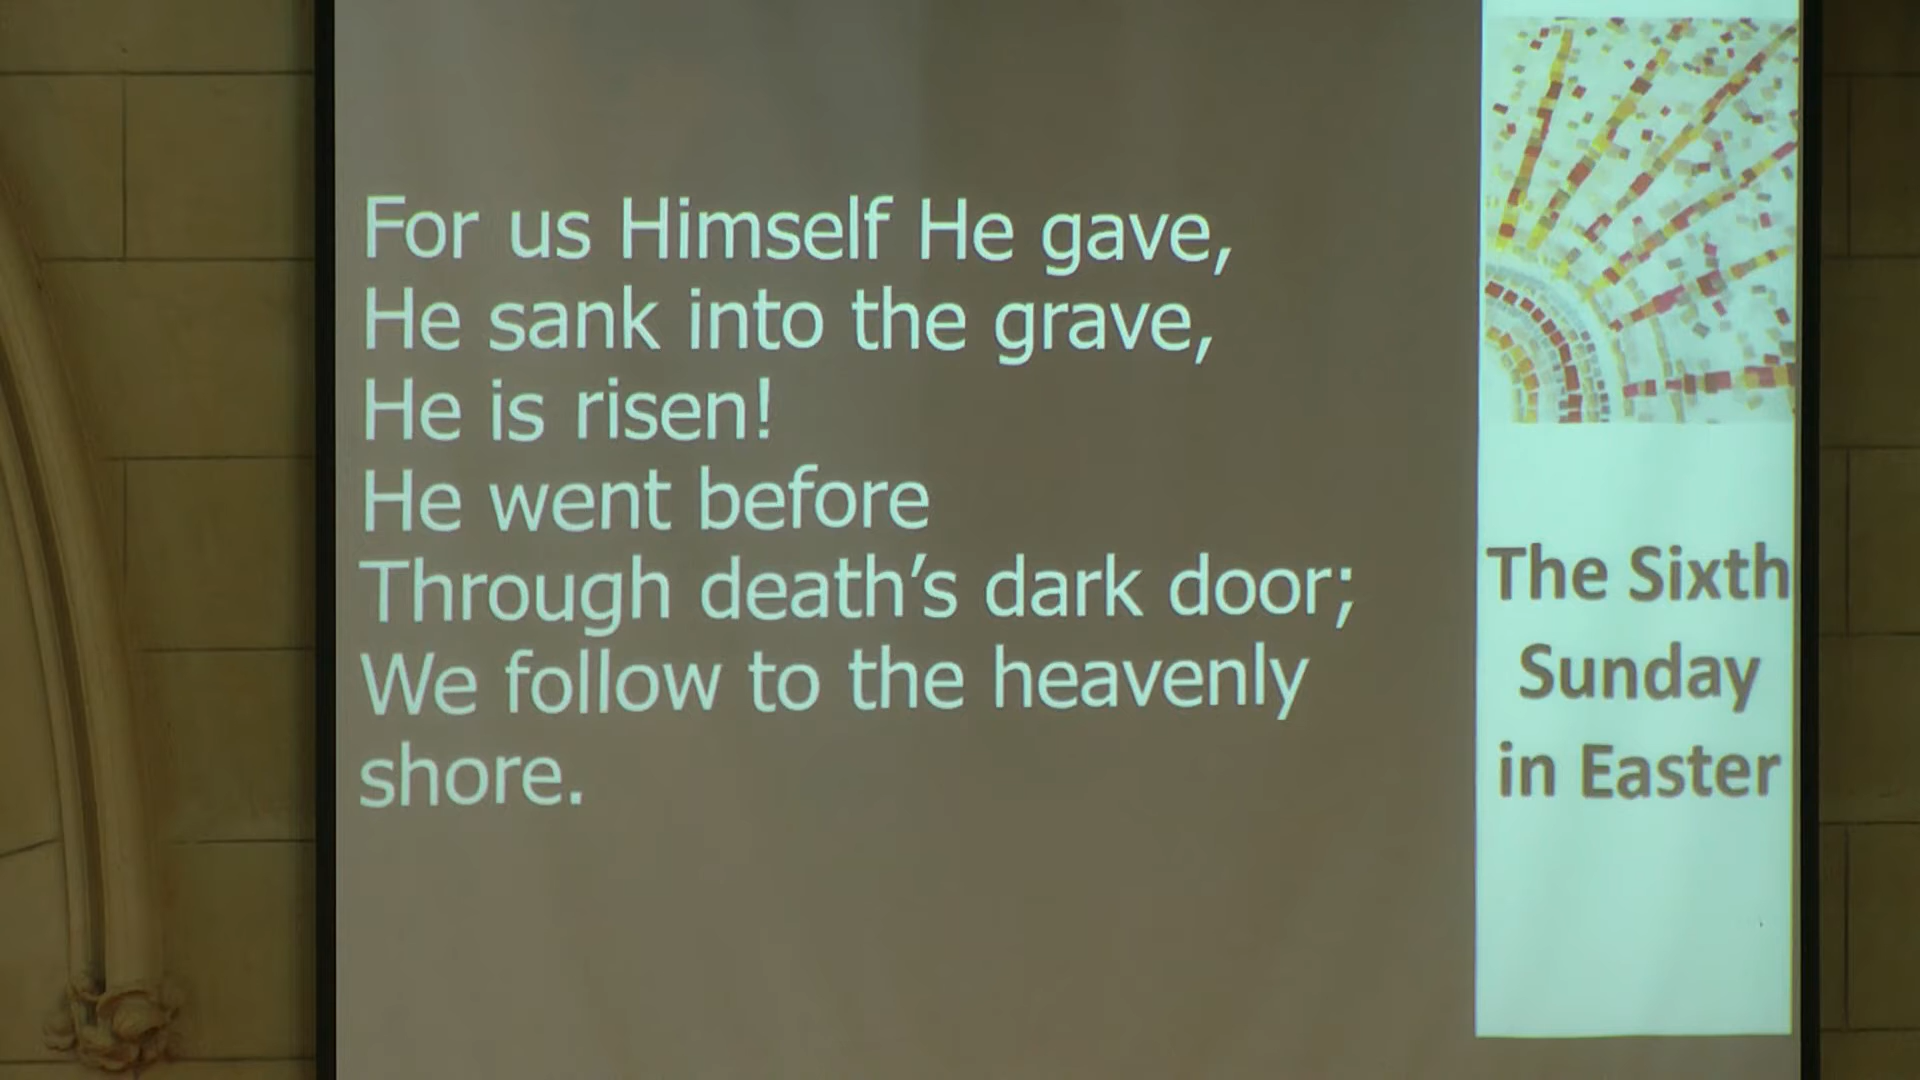 For us Himself He gave,
He sank into the grave,
He is risen!
He went before
Through death’s dark door;
We follow to the heavenly
shore.
The Sixth
Sunday
in Easter